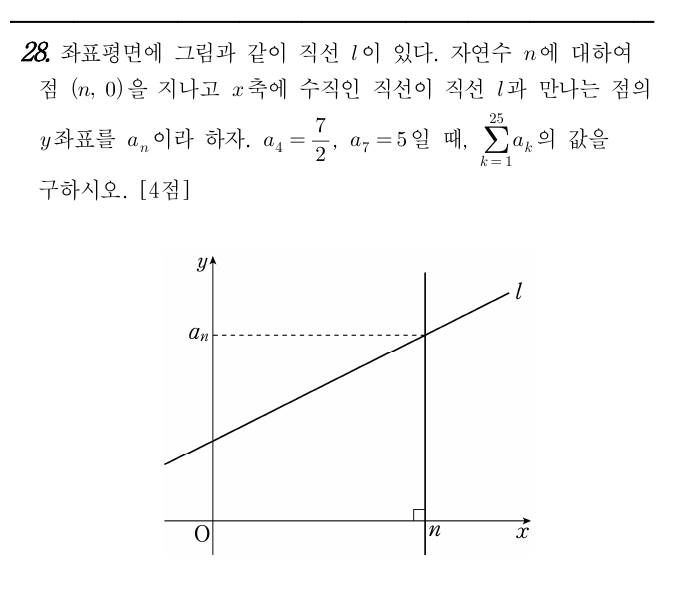 28. 좌표평면에 그림과 같이 직선 l이 있다. 자연수 n에 대하여
점 (n, 0)을 지나고 x축에 수직인 직선이 직선 l과 만나는 점의
y좌표를 aₙ이라 하자. a₄ = 7/2, a₇ = 5일 때, ∑_{k=1}^{25} aₖ의 값을
구하시오. [4점]
y
l
aₙ
O
n
x